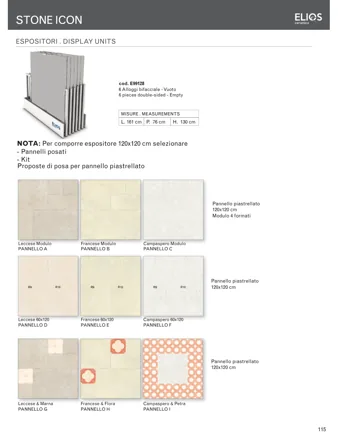 STONE ICON
ELIOS
CERAMICA
ESPOSITORI . DISPLAY UNITS
cod. E99128
6 Alloggi bifacciale - Vuoto
6 pieces double-sided - Empty
MISURE . MEASUREMENTS
L. 181 cm P. 76 cm H. 130 cm
NOTA: Per comporre espositore 120x120 cm selezionare
- Pannelli posati
- Kit
Proposte di posa per pannello piastrellato
Pannello piastrellato
120x120 cm
Modulo 4 formati
Leccese Modulo
PANNELLO A
Francese Modulo
PANNELLO B
Campaspero Modulo
PANNELLO C
Pannello piastrellato
120x120 cm
Leccese 60x120
PANNELLO D
Francese 60x120
PANNELLO E
Campaspero 60x120
PANNELLO F
Pannello piastrellato
120x120 cm
Leccese & Marna
PANNELLO G
Francese & Flora
PANNELLO H
Campaspero & Petra
PANNELLO I
115